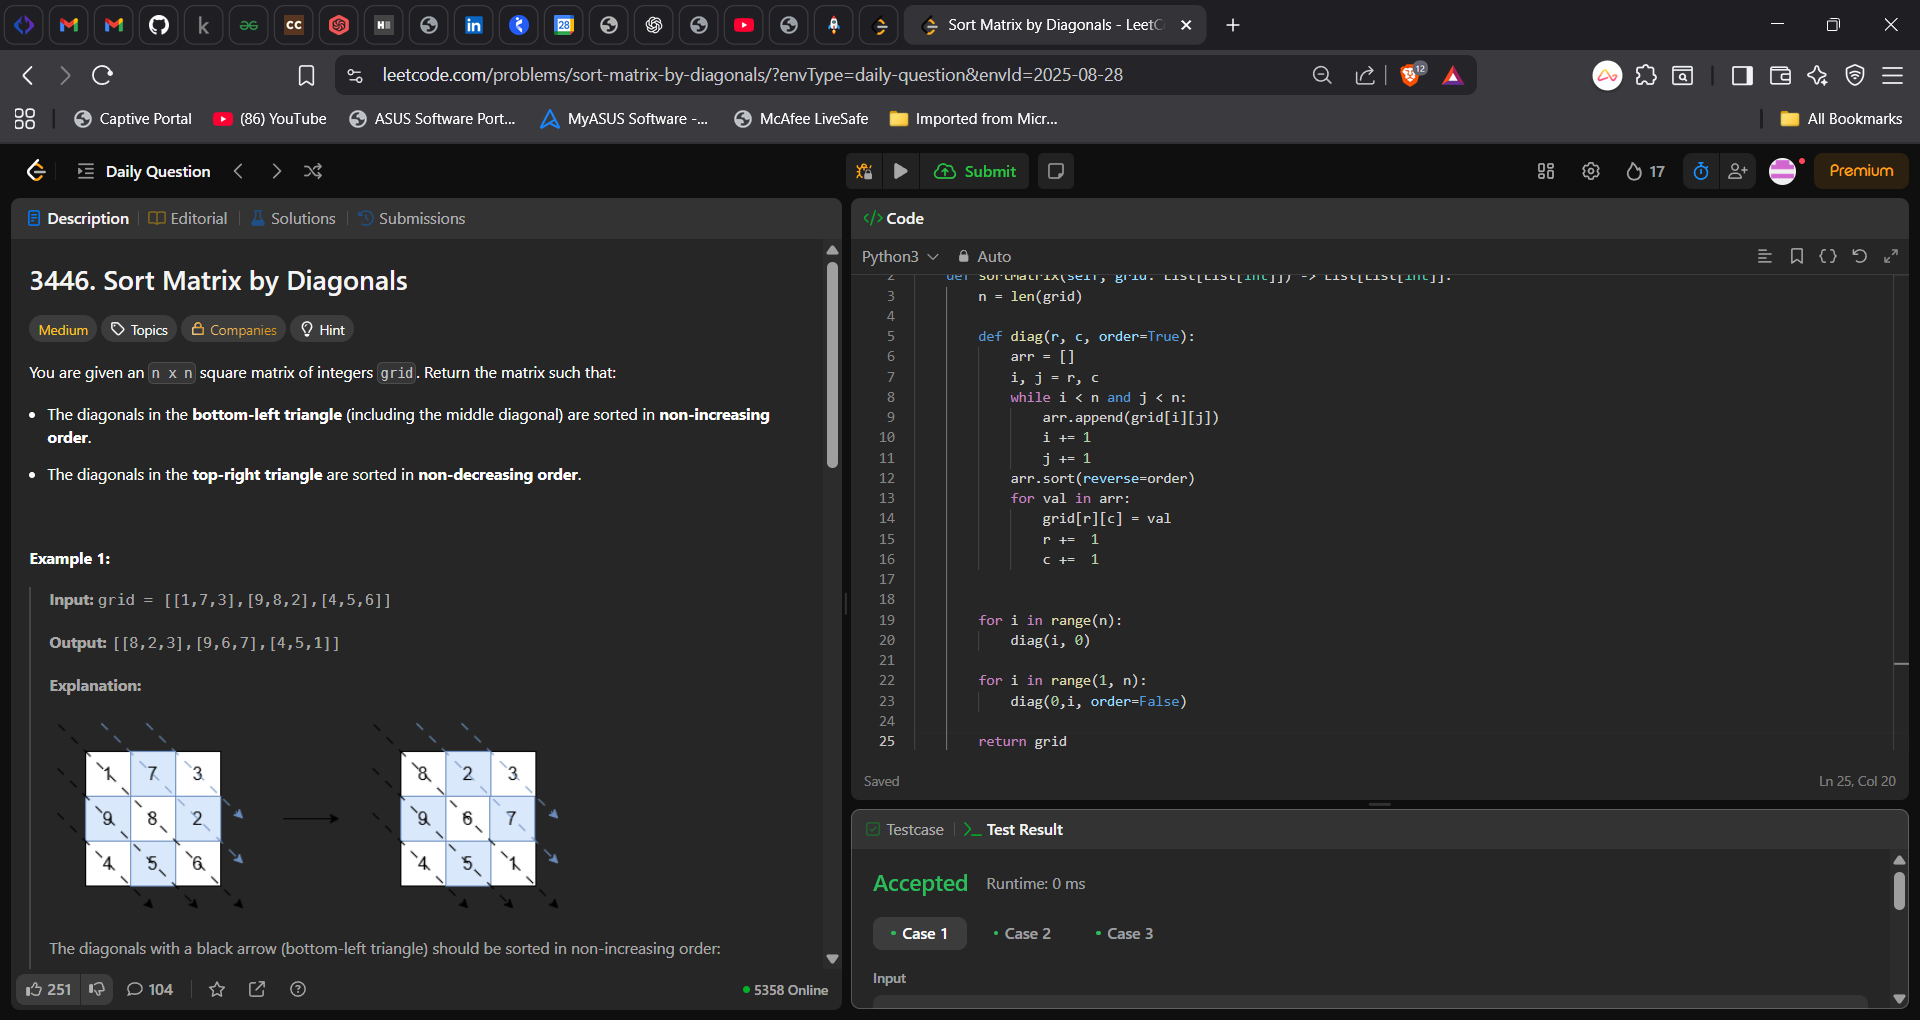 Sort Matrix by Diagonals - LeetC
leetcode.com/problems/sort-matrix-by-diagonals/?envType=daily-question&envId=2025-08-28
12
Captive Portal
(86) YouTube
ASUS Software Port...
MyASUS Software -...
McAfee LiveSafe
Imported from Micr...
All Bookmarks
Daily Question
Submit
17
Premium
Description
Editorial
Solutions
Submissions
3446. Sort Matrix by Diagonals
Medium
Topics
Companies
Hint
You are given an n x n square matrix of integers grid. Return the matrix such that:
• The diagonals in the bottom-left triangle (including the middle diagonal) are sorted in non-increasing
order.
• The diagonals in the top-right triangle are sorted in non-decreasing order.
Example 1:
Input: grid = [[1,7,3],[9,8,2],[4,5,6]]
Output: [[8,2,3],[9,6,7],[4,5,1]]
Explanation:
1 7 3 8 2 3
9 8 2 9 6 7
4 5 6 4 5 1
The diagonals with a black arrow (bottom-left triangle) should be sorted in non-increasing order:
251
104
5358 Online
</> Code
Python3
Auto
2 def sortMatrix(self, grid: List[List[int]]) -> List[List[int]]:
3 n = len(grid)
4
5 def diag(r, c, order=True):
6 arr = []
7 i, j = r, c
8 while i < n and j < n:
9 arr.append(grid[i][j])
10 i += 1
11 j += 1
12 arr.sort(reverse=order)
13 for val in arr:
14 grid[r][c] = val
15 r +=  1
16 c +=  1
17
18
19 for i in range(n):
20 diag(i, 0)
21
22 for i in range(1, n):
23 diag(0,i, order=False)
24
25 return grid
Saved
Ln 25, Col 20
Testcase
Test Result
Accepted
Runtime: 0 ms
• Case 1
• Case 2
• Case 3
Input